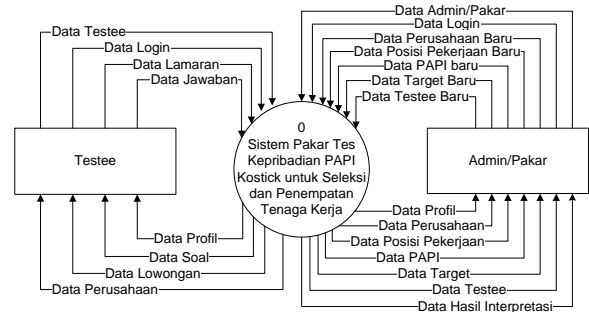 Data Admin/Pakar
Data Login
Data Perusahaan Baru
Data Posisi Pekerjaan Baru
Data PAPI baru
Data Target Baru
Data Testee Baru
Data Testee
Data Login
Data Lamaran
Data Jawaban
Testee
0
Sistem Pakar Tes
Kepribadian PAPI
Kostick untuk Seleksi
dan Penempatan
Tenaga Kerja
Admin/Pakar
Data Profil
Data Soal
Data Lowongan
Data Perusahaan
Data Profil
Data Perusahaan
Data Posisi Pekerjaan
Data PAPI
Data Target
Data Testee
Data Hasil Interpretasi